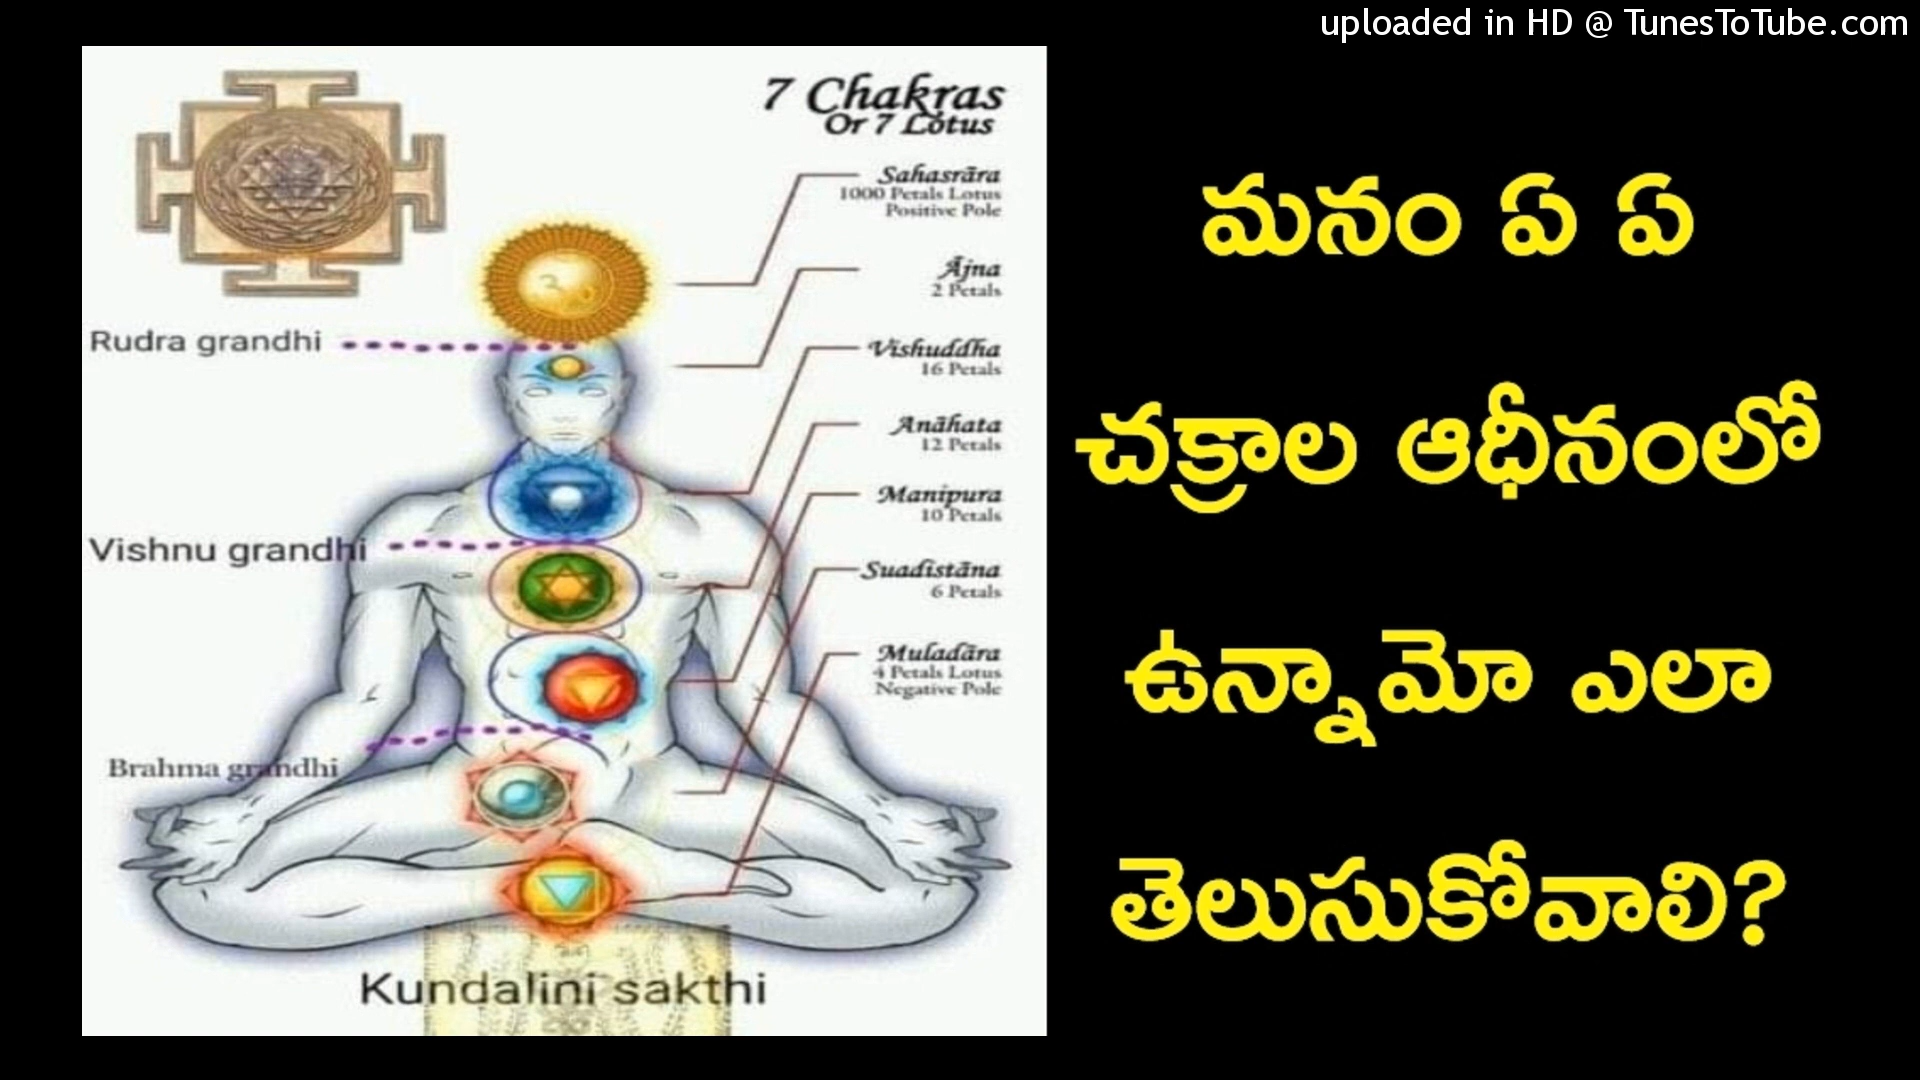 uploaded in HD @ TunesToTube.com
7 Chakras
Or 7 Lotus
Sahasrāra
1000 Petals Lotus
Positive Pole
Ājna
2 Petals
Rudra grandhi
Vishuddha
16 Petals
Anāhata
12 Petals
Manipura
10 Petals
Vishnu grandhi
Suadistāna
6 Petals
Muladāra
4 Petals Lotus
Negative Pole
Brahma grandhi
Kundalini sakthi
మనం ఏ ఏ
చక్రాల ఆధీనంలో
ఉన్నామో ఎలా
తెలుసుకోవాలి?